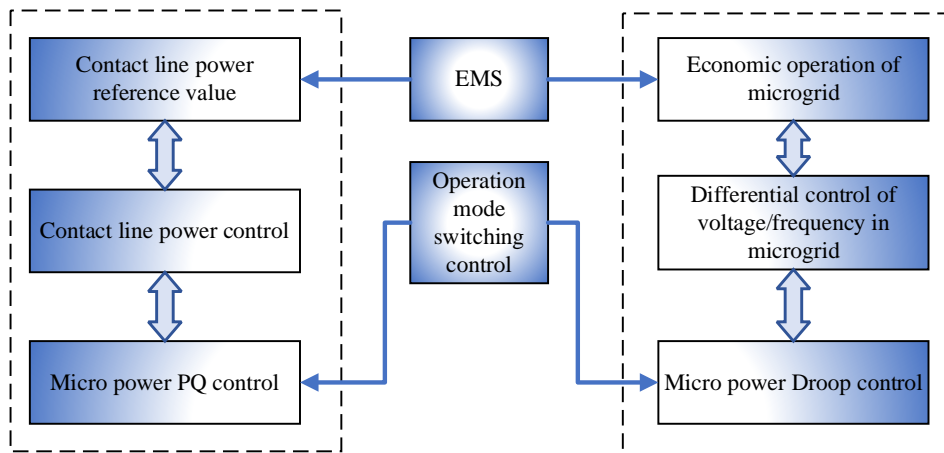 Contact line power
reference value
EMS
Economic operation of
microgrid
Contact line power control
Operation
mode
switching
control
Differential control of
voltage/frequency in
microgrid
Micro power PQ control
Micro power Droop control